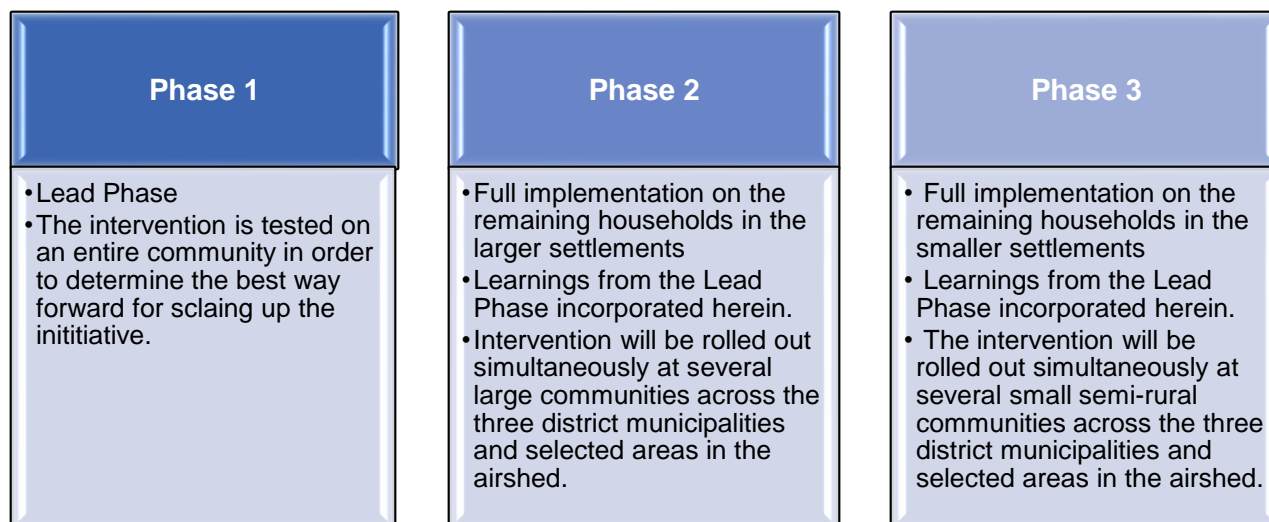 Phase 1
•Lead Phase
•The intervention is tested on
an entire community in order
to determine the best way
forward for sclaing up the
inititiative.
Phase 2
•Full implementation on the
remaining households in the
larger settlements
•Learnings from the Lead
Phase incorporated herein.
•Intervention will be rolled out
simultaneously at several
large communities across the
three district municipalities
and selected areas in the
airshed.
Phase 3
• Full implementation on the
remaining households in the
smaller settlements
• Learnings from the Lead
Phase incorporated herein.
• The intervention will be
rolled out simultaneously at
several small semi-rural
communities across the three
district municipalities and
selected areas in the airshed.